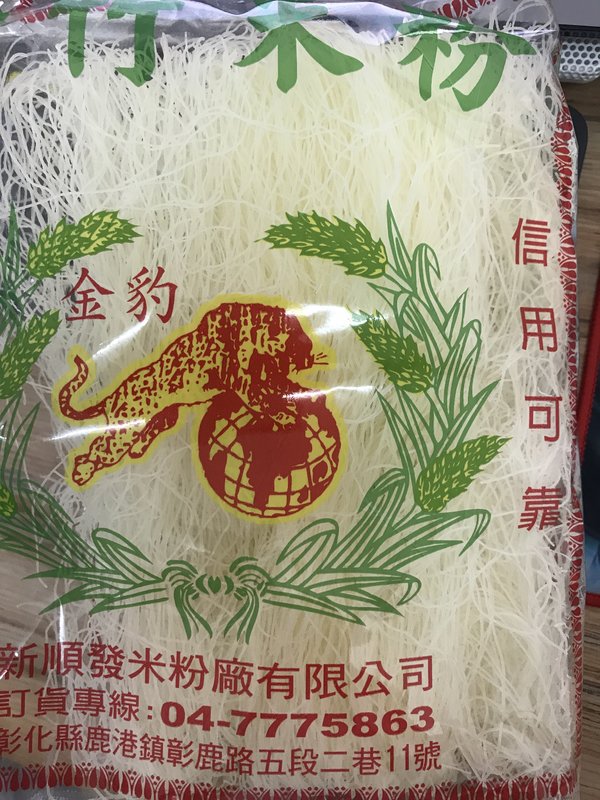 竹米粉
金豹
信用可靠
新順發米粉廠有限公司
訂貨專線：04-7775863
彰化縣鹿港鎮彰鹿路五段二巷11號